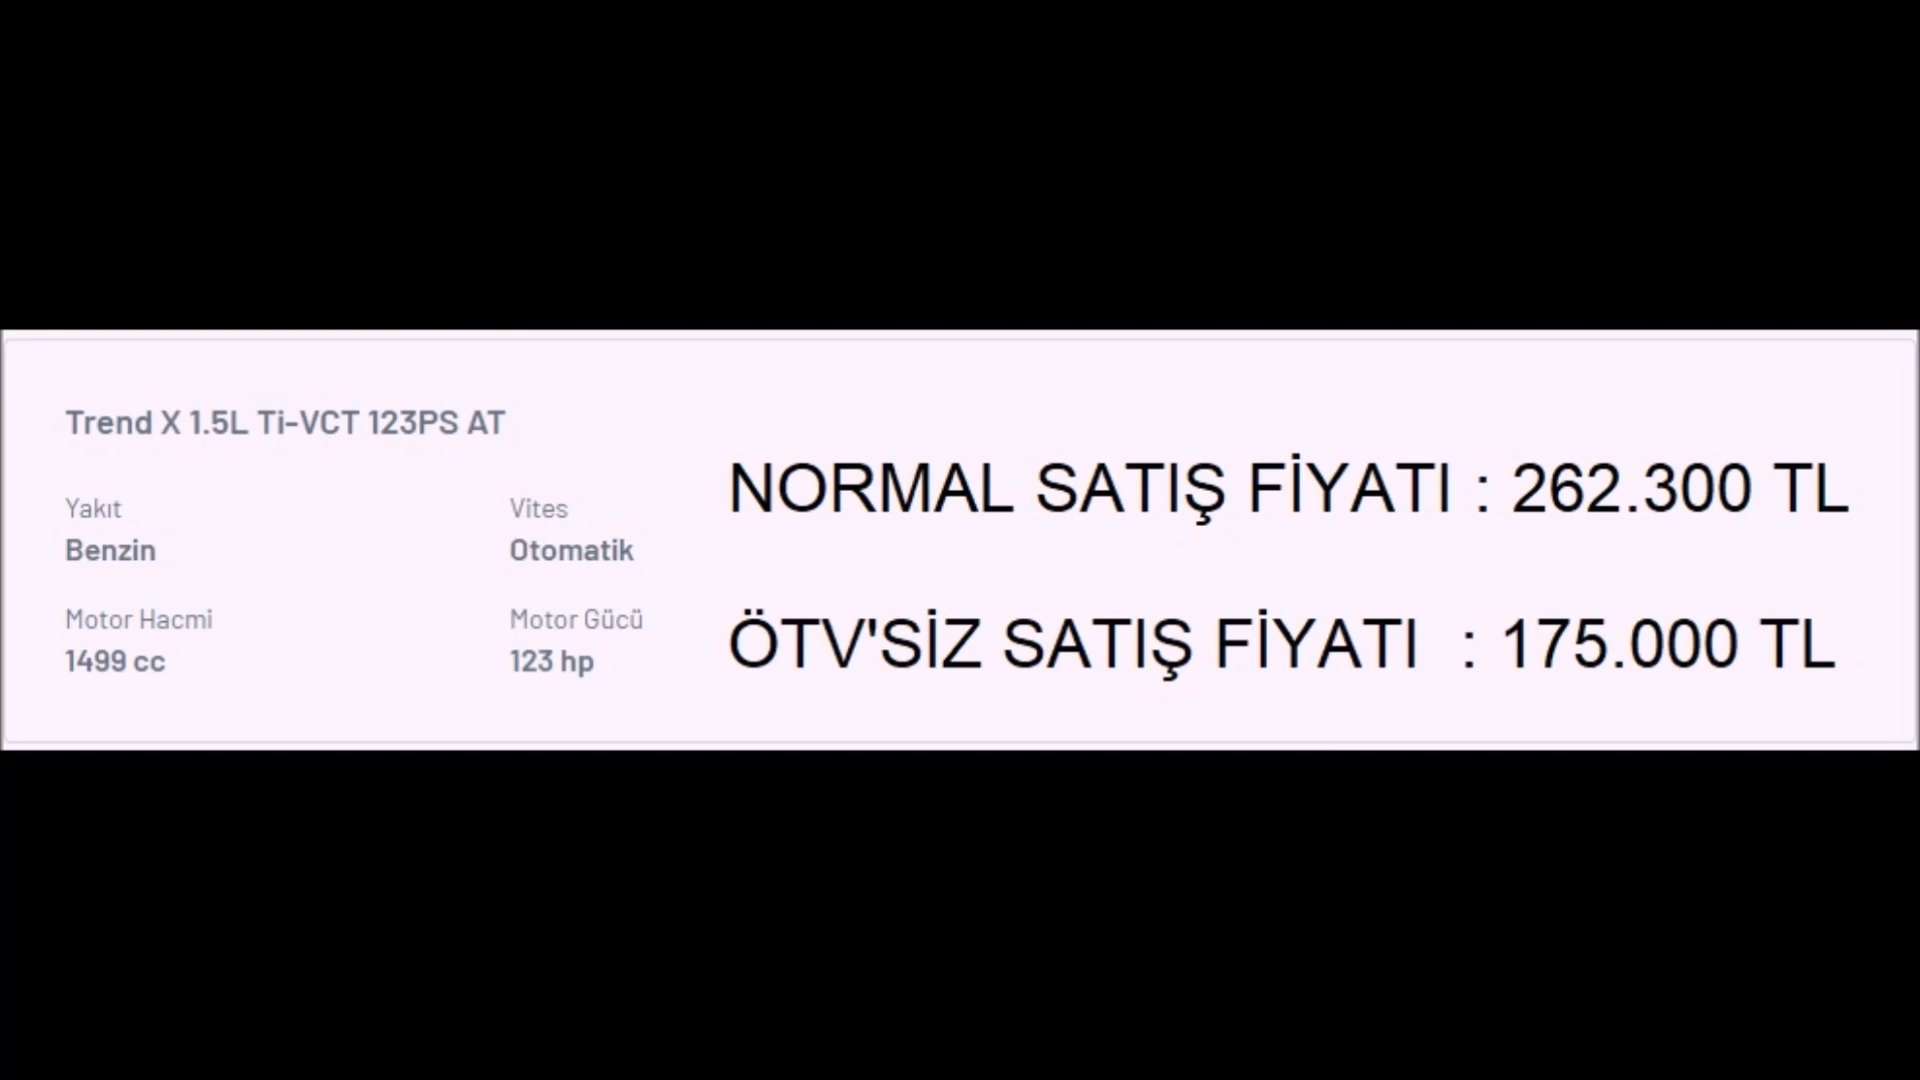 Trend X 1.5L Ti-VCT 123PS AT
Yakıt
Benzin
Vites
Otomatik
Motor Hacmi
1499 cc
Motor Gücü
123 hp
NORMAL SATIŞ FİYATI : 262.300 TL
ÖTV'SİZ SATIŞ FİYATI : 175.000 TL